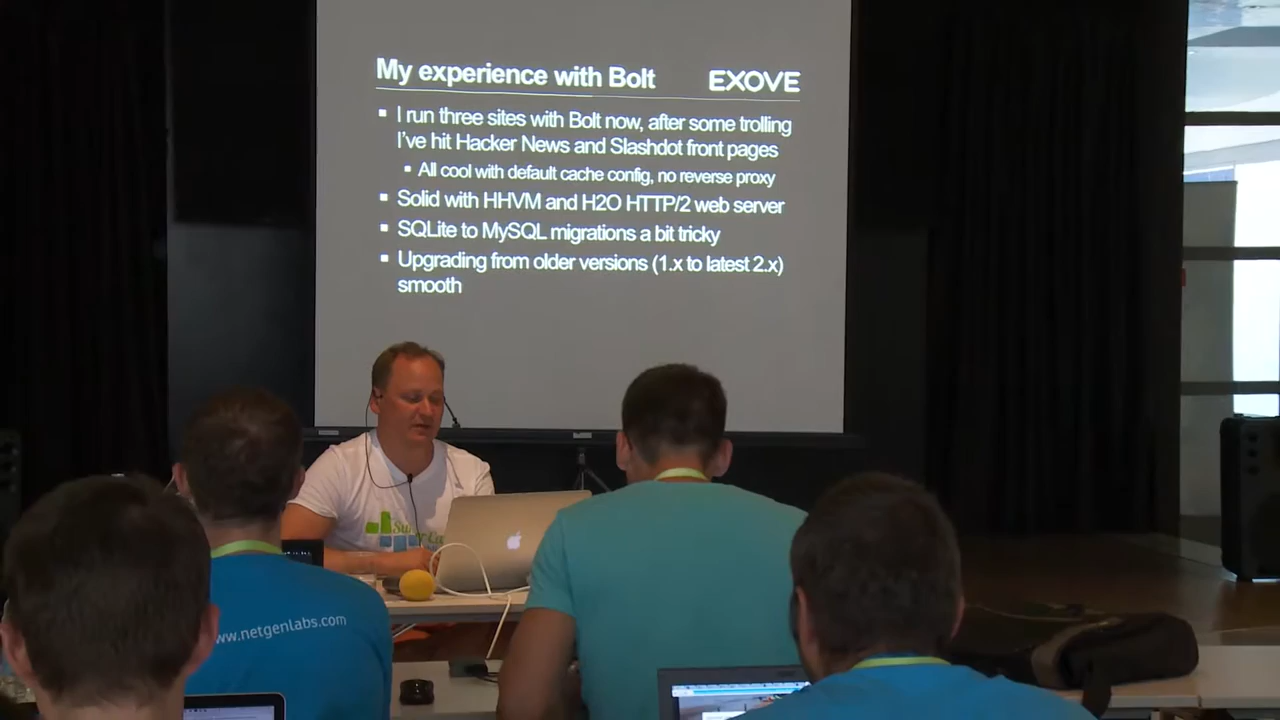 My experience with Bolt
EXOVE
▪ I run three sites with Bolt now, after some trolling
I've hit Hacker News and Slashdot front pages
▪ All cool with default cache config, no reverse proxy
▪ Solid with HHVM and H2O HTTP/2 web server
▪ SQLite to MySQL migrations a bit tricky
▪ Upgrading from older versions (1.x to latest 2.x)
smooth
www.netgenlabs.com